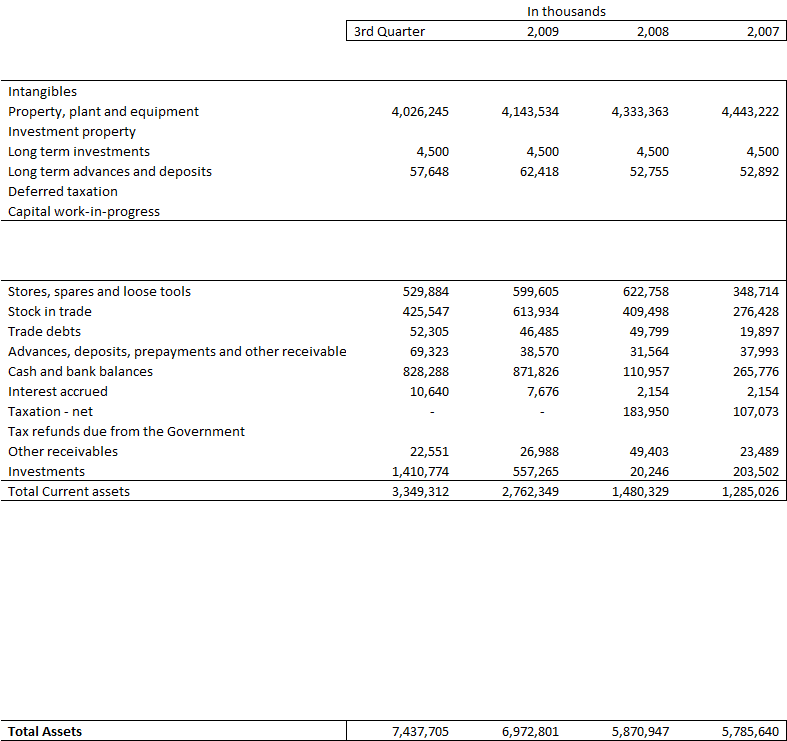 In thousands
3rd Quarter 2,009 2,008 2,007
Intangibles
Property, plant and equipment 4,026,245 4,143,534 4,333,363 4,443,222
Investment property
Long term investments 4,500 4,500 4,500 4,500
Long term advances and deposits 57,648 62,418 52,755 52,892
Deferred taxation
Capital work-in-progress
Stores, spares and loose tools 529,884 599,605 622,758 348,714
Stock in trade 425,547 613,934 409,498 276,428
Trade debts 52,305 46,485 49,799 19,897
Advances, deposits, prepayments and other receivable 69,323 38,570 31,564 37,993
Cash and bank balances 828,288 871,826 110,957 265,776
Interest accrued 10,640 7,676 2,154 2,154
Taxation - net - - 183,950 107,073
Tax refunds due from the Government
Other receivables 22,551 26,988 49,403 23,489
Investments 1,410,774 557,265 20,246 203,502
Total Current assets 3,349,312 2,762,349 1,480,329 1,285,026
Total Assets 7,437,705 6,972,801 5,870,947 5,785,640